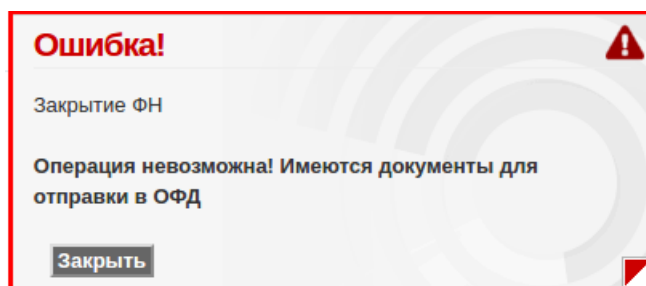 Ошибка!
Закрытие ФН
Операция невозможна! Имеются документы для
отправки в ОФД
Закрыть